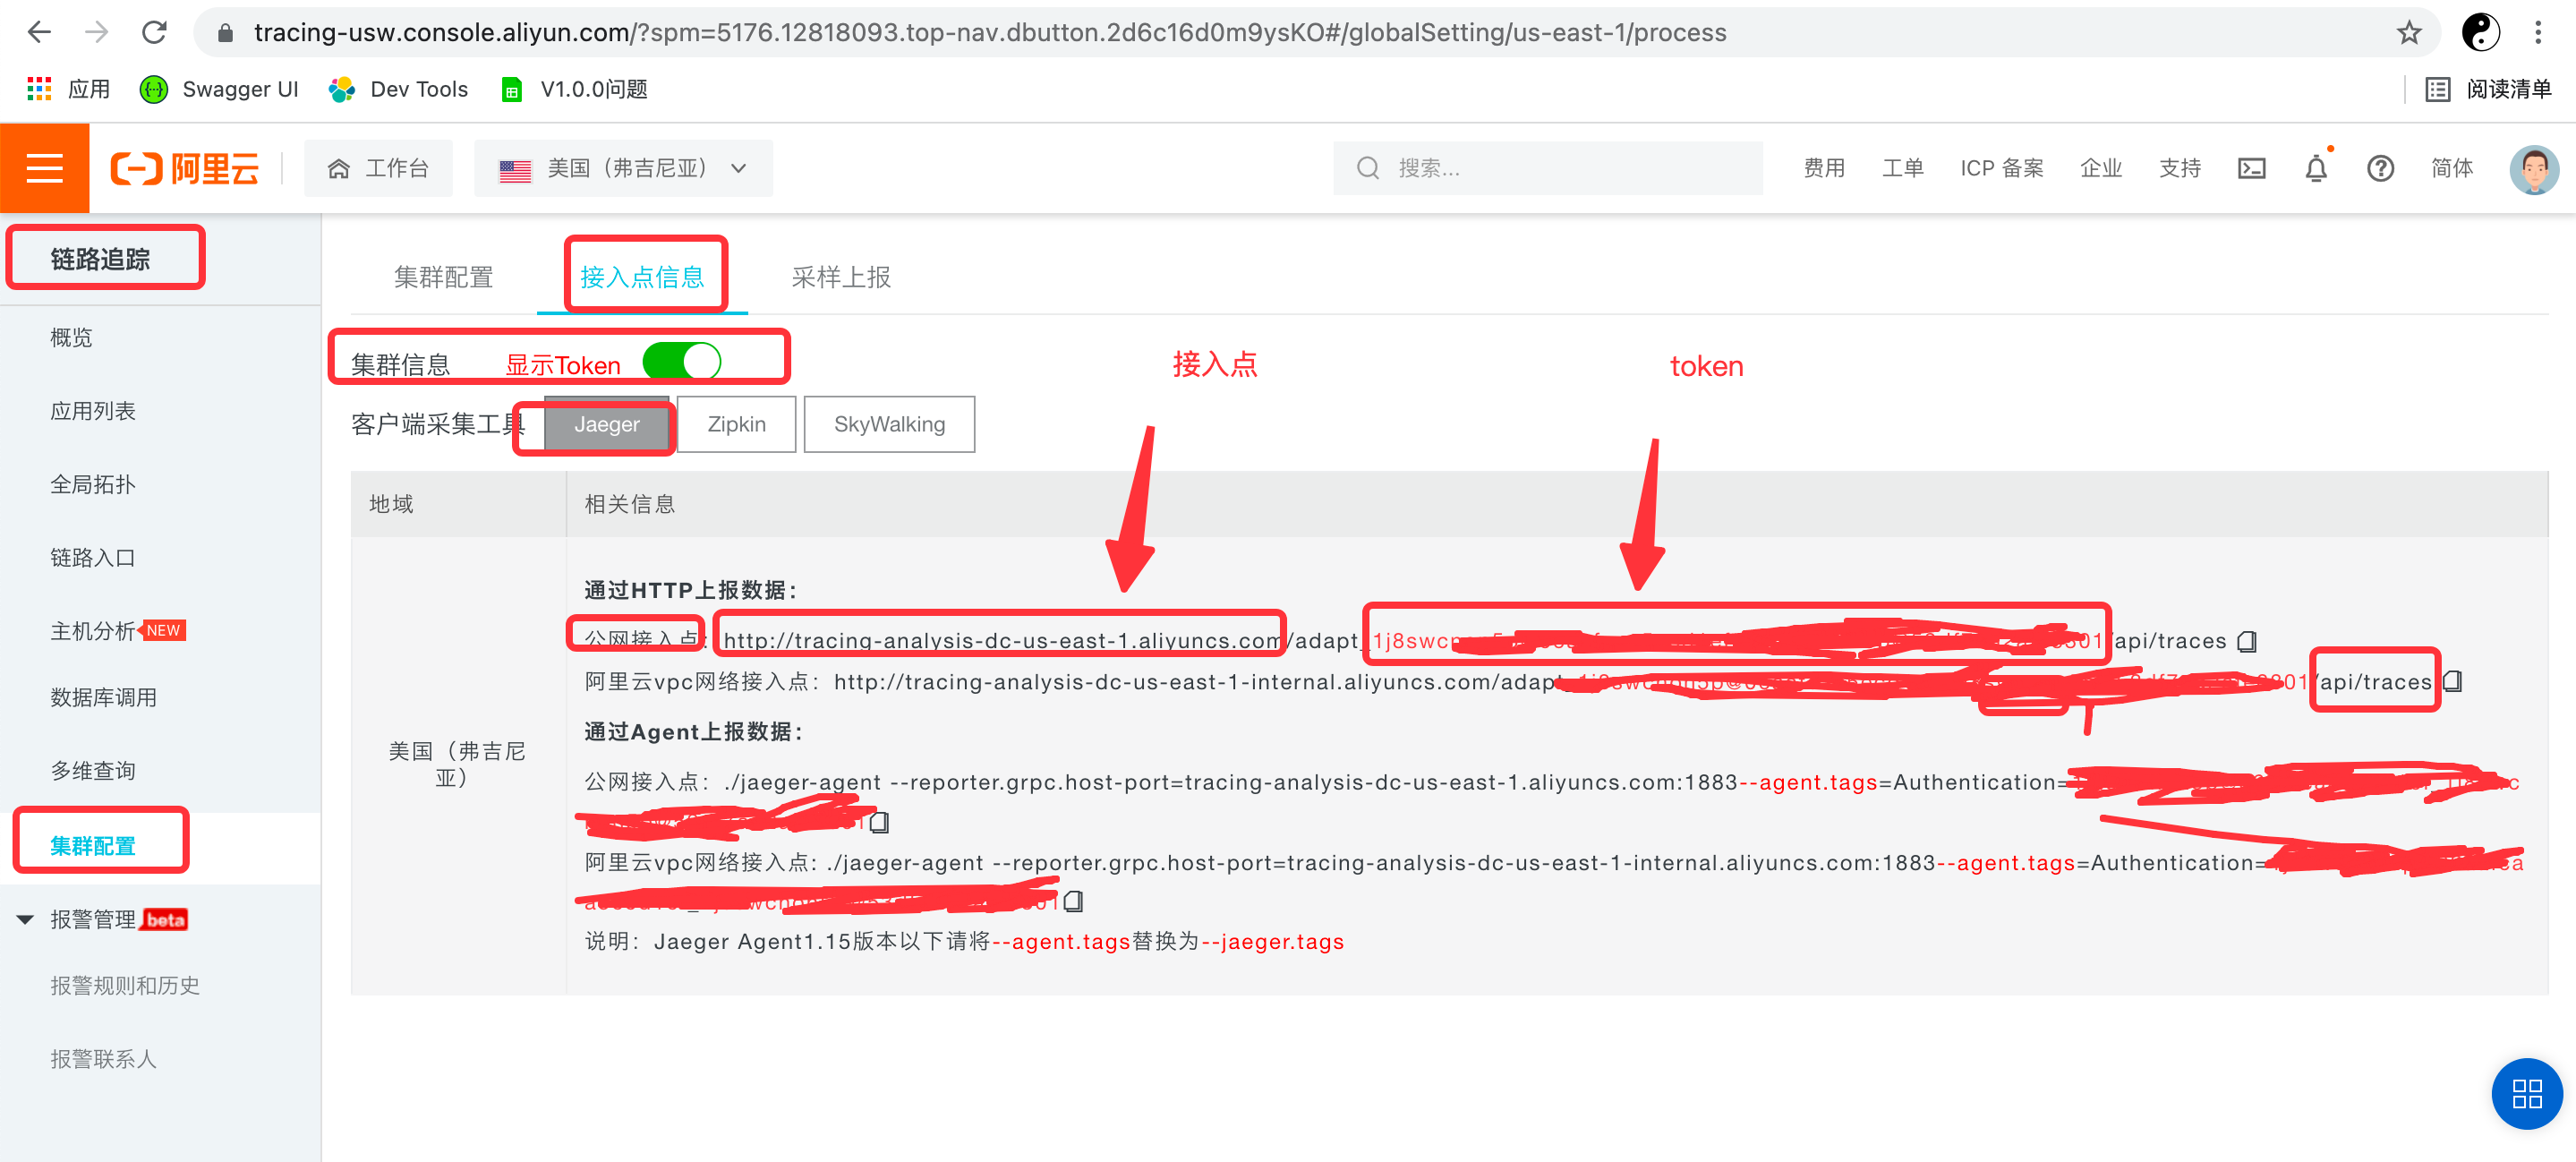 tracing-usw.console.aliyun.com/?spm=5176.12818093.top-nav.dbutton.2d6c16d0m9ysKO#/globalSetting/us-east-1/process
应用 Swagger UI Dev Tools V1.0.0问题 阅读清单
阿里云 工作台 美国（弗吉尼亚） 搜索... 费用 工单 ICP 备案 企业 支持 简体
链路追踪
概览
应用列表
全局拓扑
链路入口
主机分析 NEW
数据库调用
多维查询
集群配置
报警管理 beta
报警规则和历史
报警联系人
集群配置 接入点信息 采样上报
集群信息 显示Token
接入点 token
客户端采集工具 Jaeger Zipkin SkyWalking
地域 相关信息
美国（弗吉尼
亚）
通过HTTP上报数据：
公网接入点：http://tracing-analysis-dc-us-east-1.aliyuncs.com/adapt_ /api/traces
阿里云vpc网络接入点：http://tracing-analysis-dc-us-east-1-internal.aliyuncs.com/adapt_ /api/traces
通过Agent上报数据：
公网接入点：./jaeger-agent --reporter.grpc.host-port=tracing-analysis-dc-us-east-1.aliyuncs.com:1883--agent.tags=Authentication=
阿里云vpc网络接入点: ./jaeger-agent --reporter.grpc.host-port=tracing-analysis-dc-us-east-1-internal.aliyuncs.com:1883--agent.tags=Authentication=
说明：Jaeger Agent1.15版本以下请将--agent.tags替换为--jaeger.tags